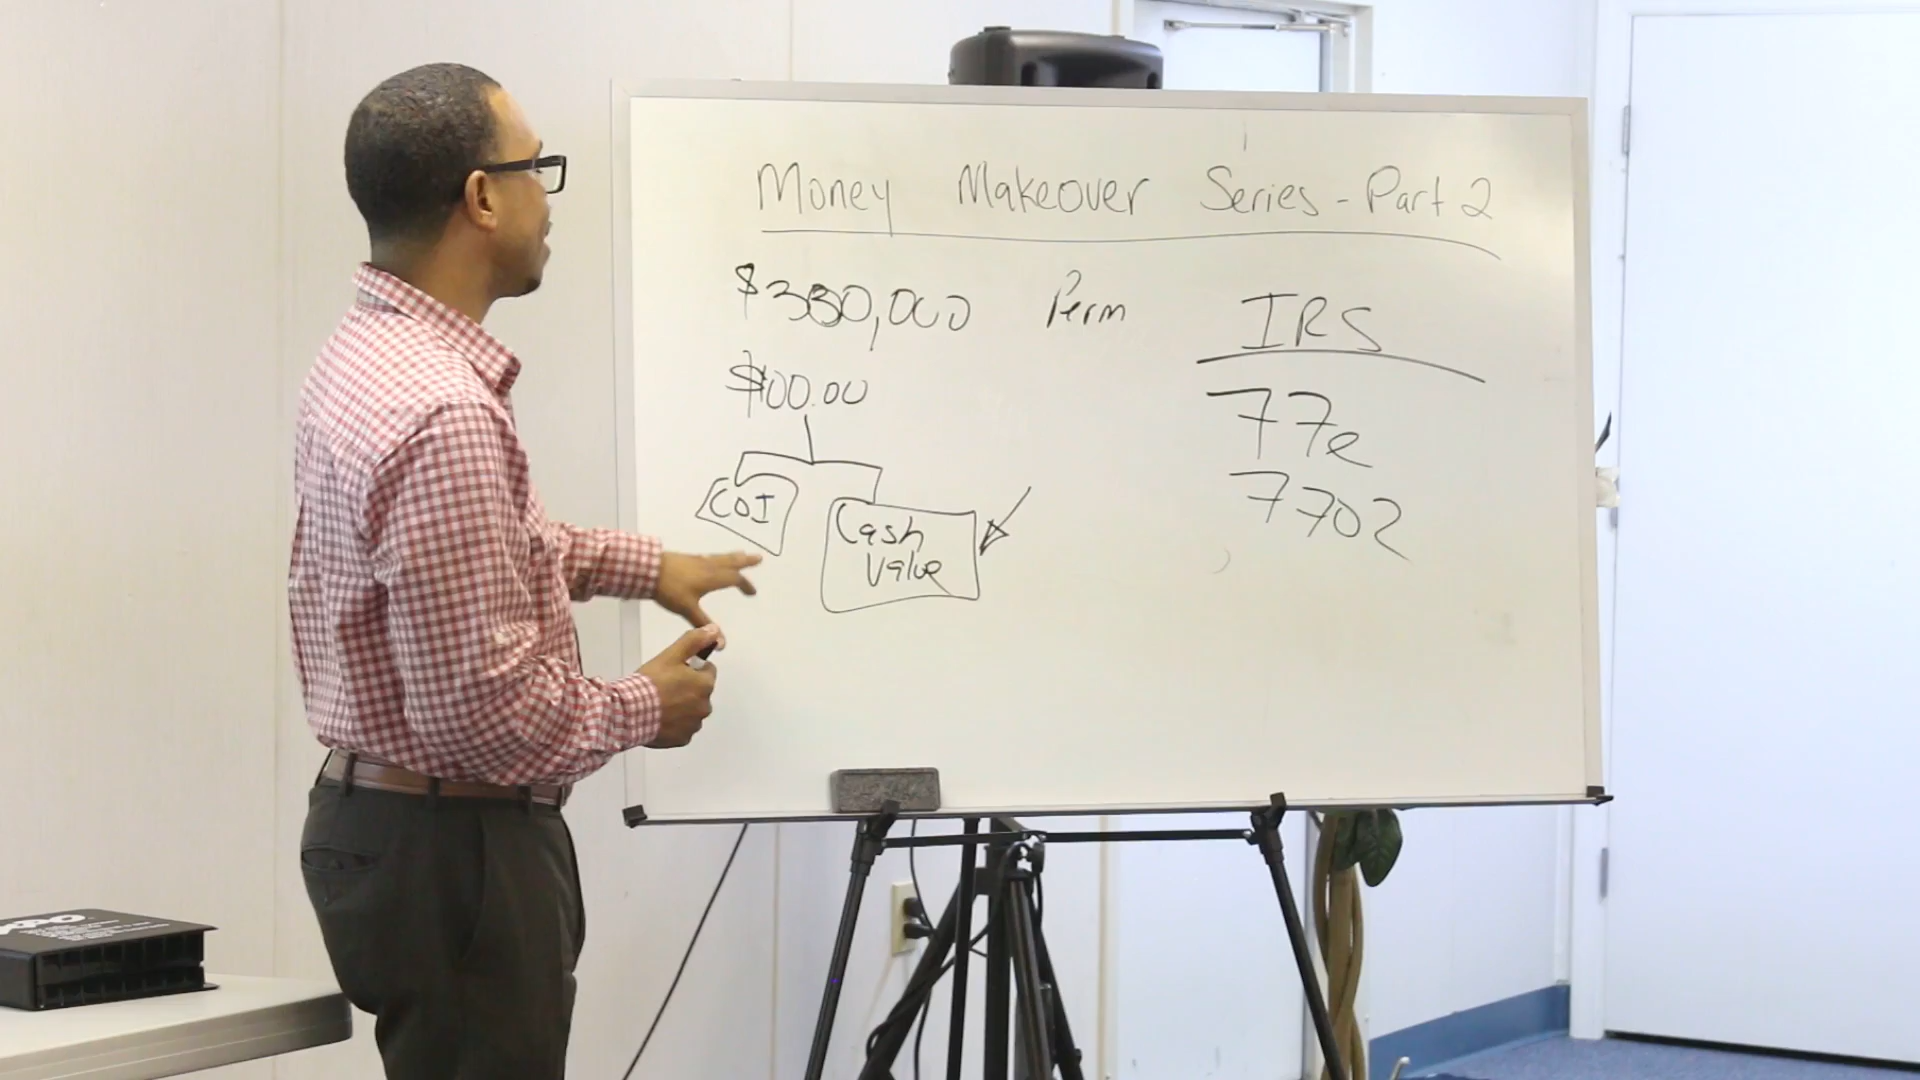 Money Makeover Series - Part 2
$330,000 Perm
$100.00
COI
Cash
Value
IRS
77e
7702